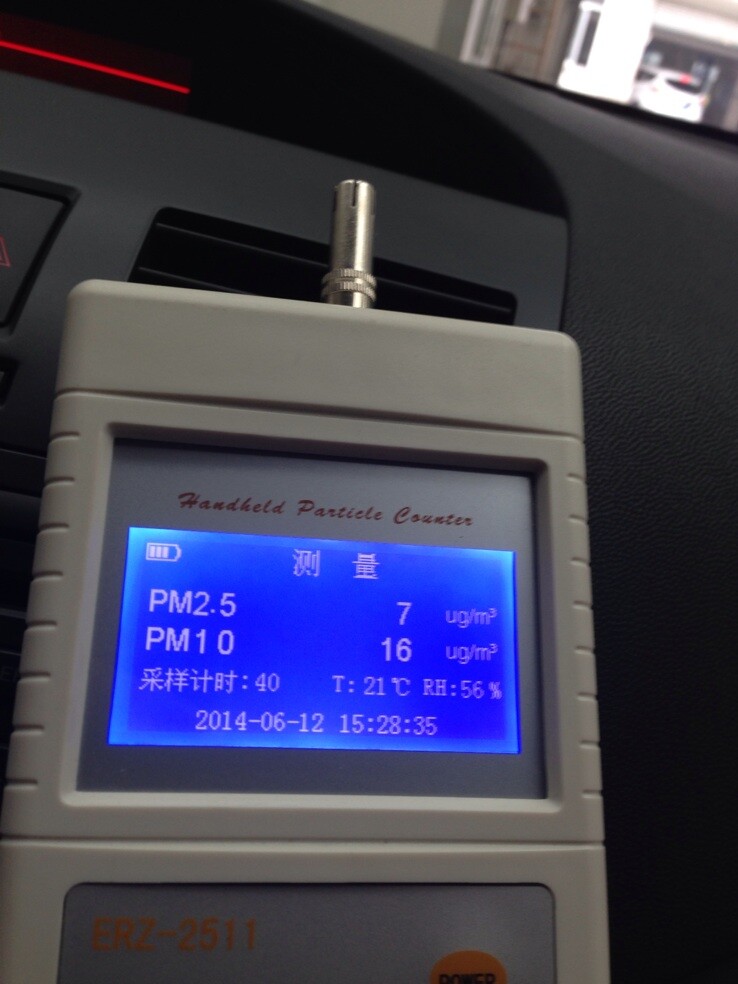 Handheld Particle Counter
测 量
PM2.5 7 ug/m³
PM10 16 ug/m³
采样计时:40 T: 21℃ RH:56%
2014-06-12 15:28:35
ERZ-2511
POWER